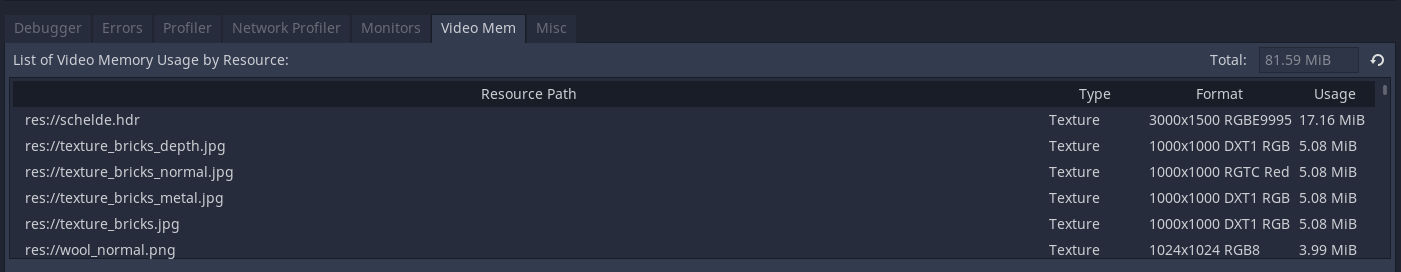 Debugger Errors Profiler Network Profiler Monitors Video Mem Misc
List of Video Memory Usage by Resource: Total: 81.59 MiB
Resource Path Type Format Usage
res://schelde.hdr Texture 3000x1500 RGBE9995 17.16 MiB
res://texture_bricks_depth.jpg Texture 1000x1000 DXT1 RGB 5.08 MiB
res://texture_bricks_normal.jpg Texture 1000x1000 RGTC Red 5.08 MiB
res://texture_bricks_metal.jpg Texture 1000x1000 DXT1 RGB 5.08 MiB
res://texture_bricks.jpg Texture 1000x1000 DXT1 RGB 5.08 MiB
res://wool_normal.png Texture 1024x1024 RGB8 3.99 MiB